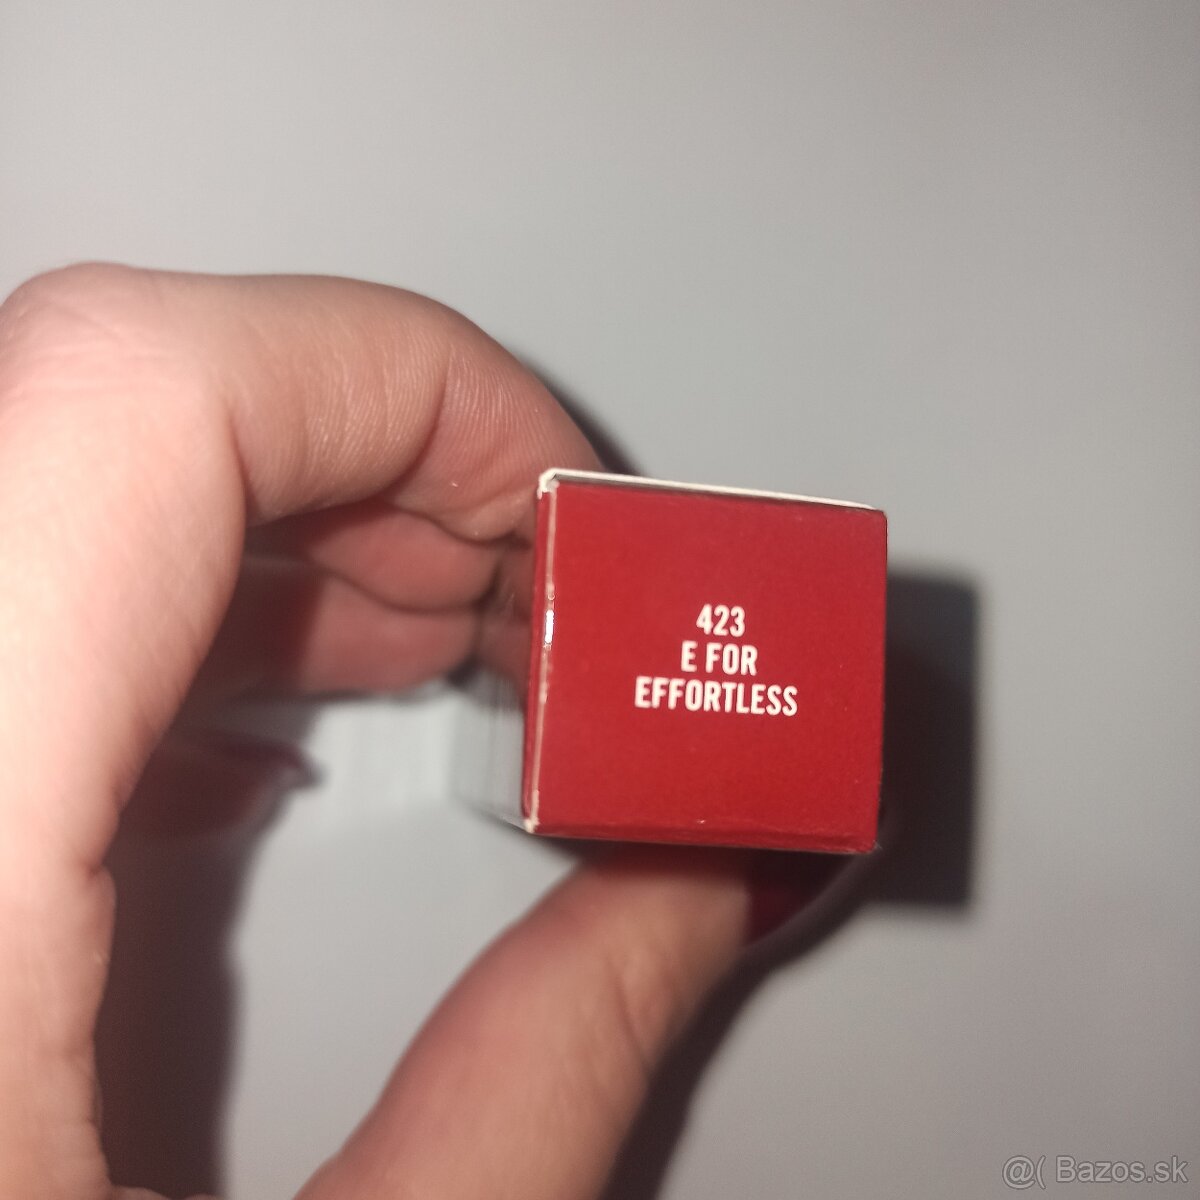 423
E FOR
EFFORTLESS
@( Bazos.sk